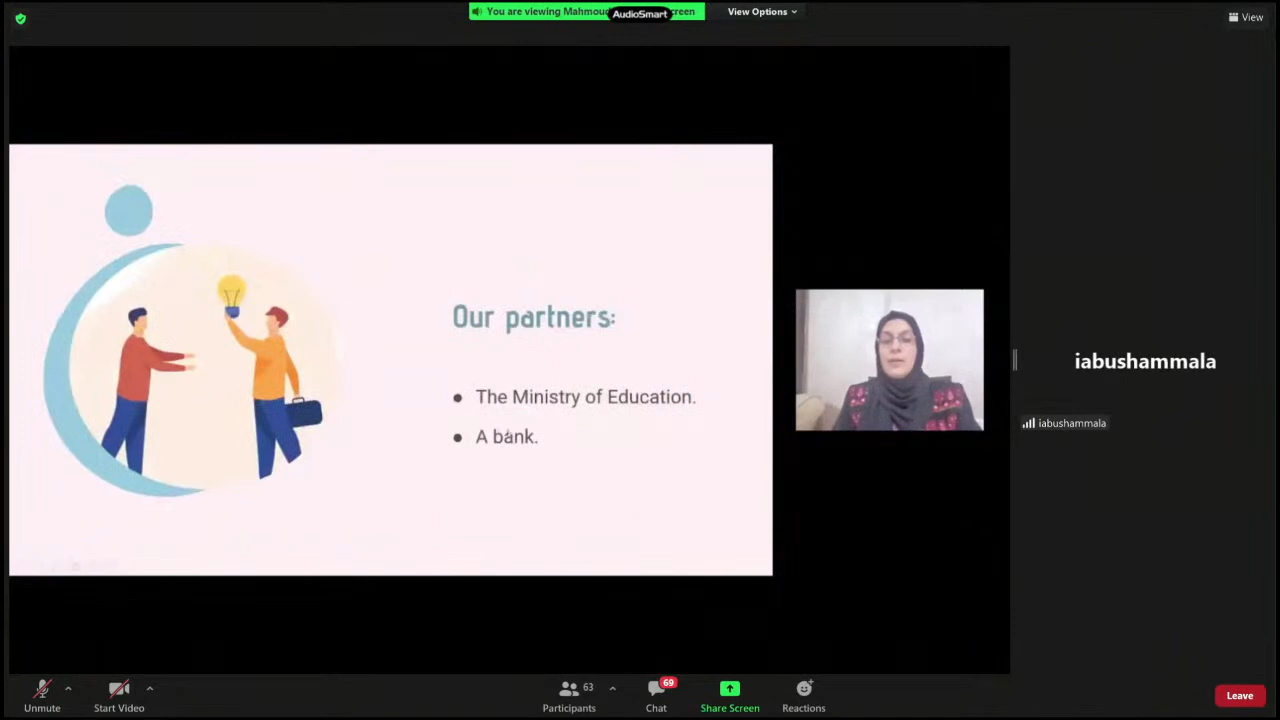 You are viewing Mahmoud
AudioSmart
reen
View Options
View
Our partners:
The Ministry of Education.
A bank.
iabushammala
iabushammala
Unmute
Start Video
63
Participants
69
Chat
Share Screen
Reactions
Leave